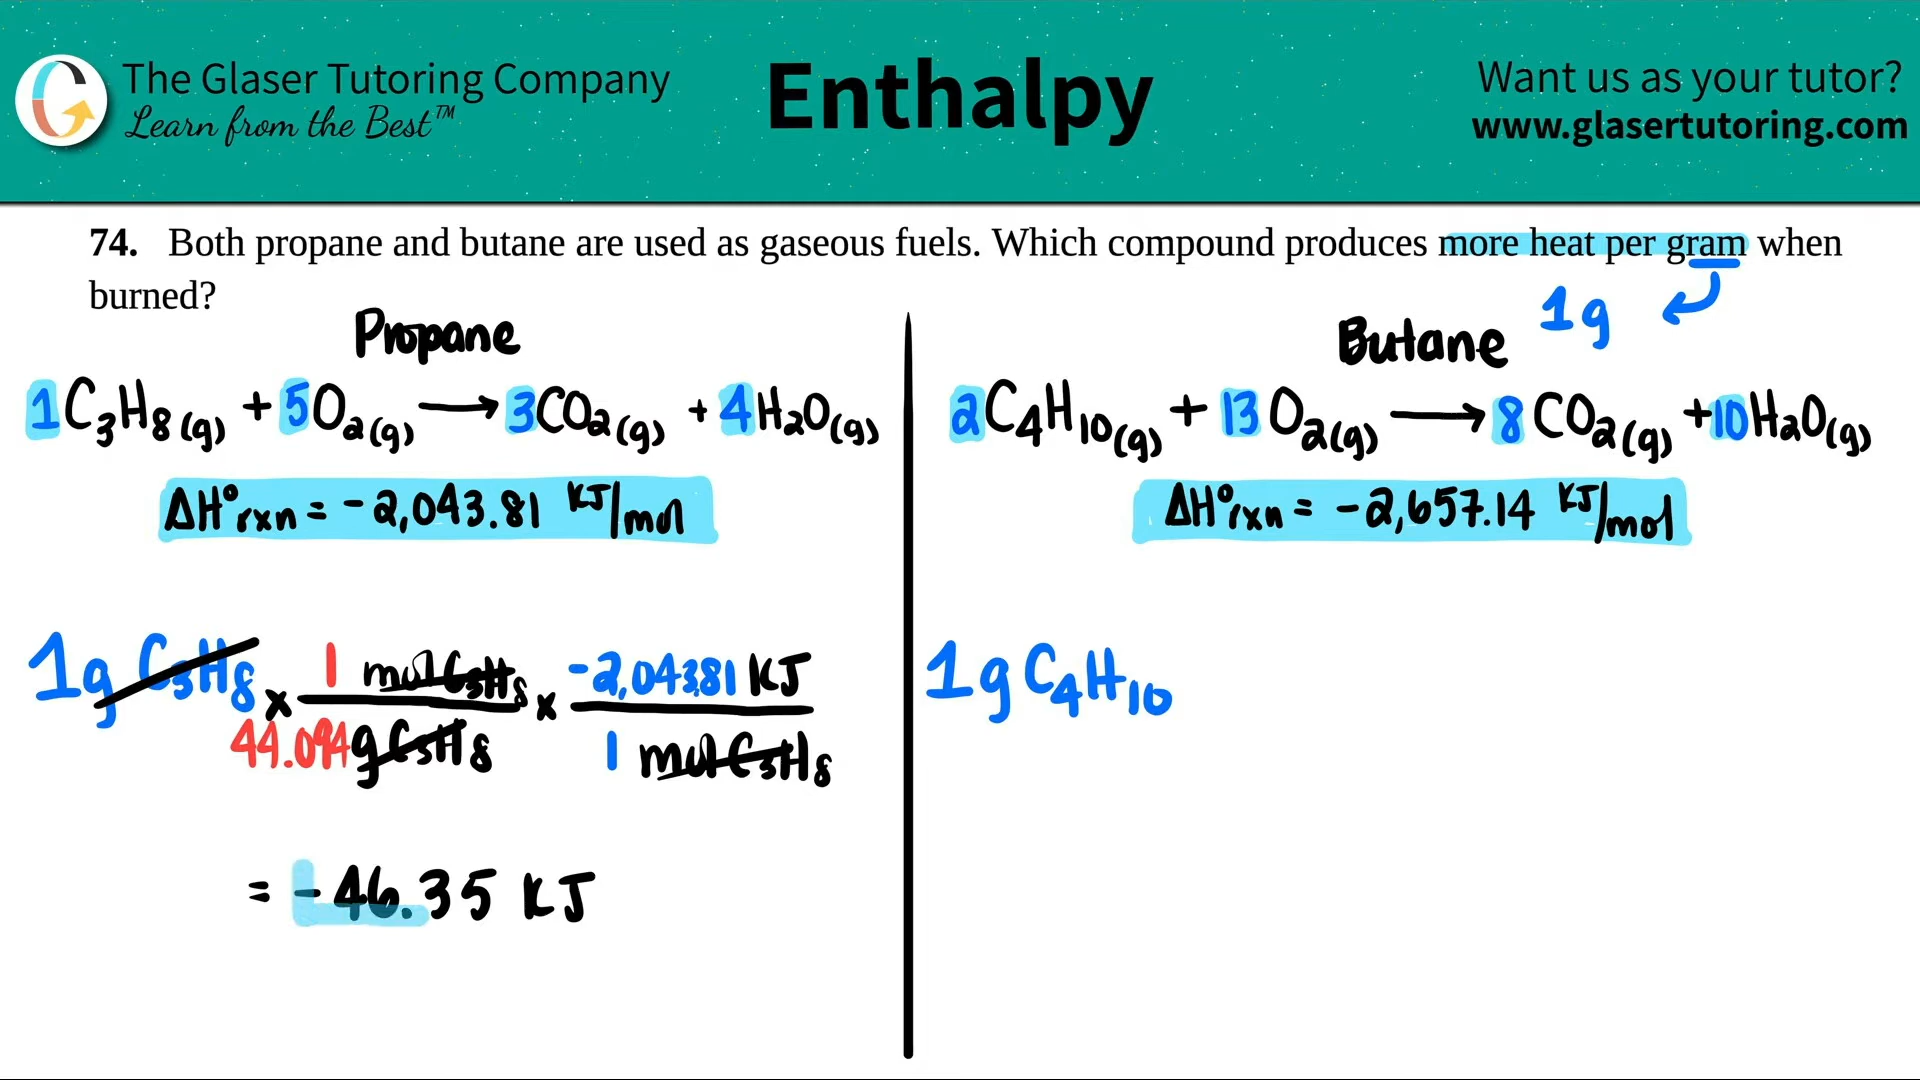 The Glaser Tutoring Company
Learn from the Best™
Enthalpy
Want us as your tutor?
www.glasertutoring.com
74. Both propane and butane are used as gaseous fuels. Which compound produces more heat per gram when
burned?
1g
Propane
1C₃H₈(g) + 5O₂(g) → 3CO₂(g) + 4H₂O(g)
ΔH°rxn = -2,043.81 KJ/mol
1g C₃H₈ x 1 mol C₃H₈ / 44.094g C₃H₈ x -2,043.81 KJ / 1 mol C₃H₈
= -46.35 KJ
Butane
2C₄H₁₀(g) + 13O₂(g) → 8CO₂(g) + 10H₂O(g)
ΔH°rxn = -2,657.14 KJ/mol
1g C₄H₁₀